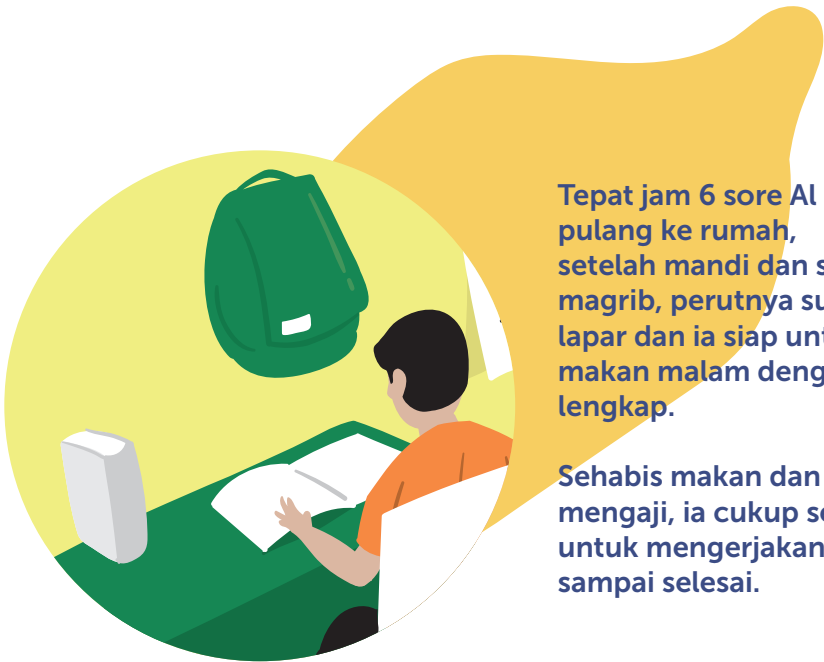 Tepat jam 6 sore Al
pulang ke rumah,
setelah mandi dan s
magrib, perutnya su
lapar dan ia siap unt
makan malam deng
lengkap.
Sehabis makan dan
mengaji, ia cukup se
untuk mengerjakan
sampai selesai.